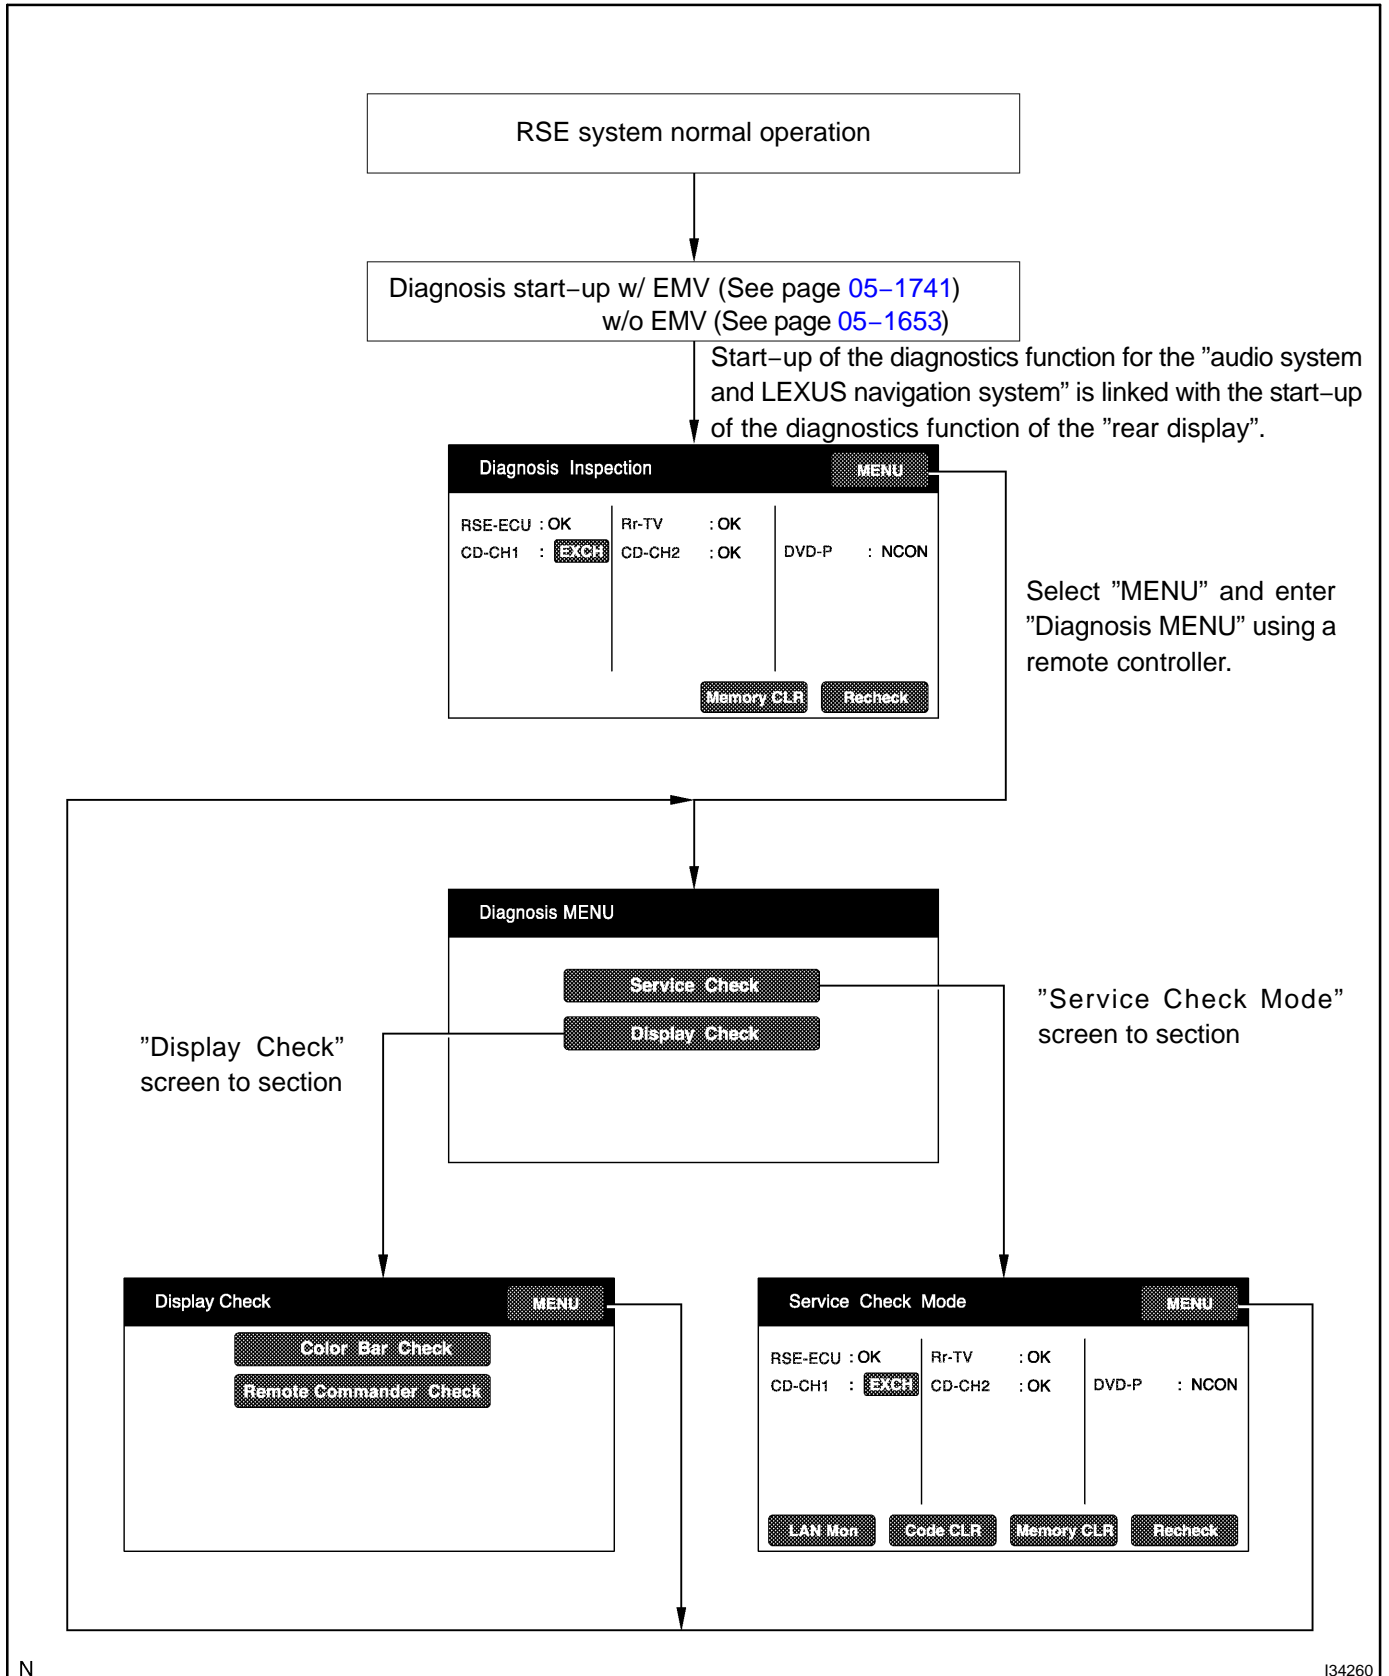 RSE system normal operation
Diagnosis start−up w/ EMV (See page 05−1741)
w/o EMV (See page 05−1653)
Start−up of the diagnostics function for the ”audio system
and LEXUS navigation system” is linked with the start−up
of the diagnostics function of the ”rear display”.
Diagnosis Inspection MENU
RSE-ECU : OK Rr-TV : OK
CD-CH1 : EXCH CD-CH2 : OK DVD-P : NCON
Memory CLR Recheck
Select ”MENU” and enter
”Diagnosis MENU” using a
remote controller.
Diagnosis MENU
Service Check
Display Check
”Service Check Mode”
screen to section
”Display Check”
screen to section
Display Check MENU
Color Bar Check
Remote Commander Check
Service Check Mode MENU
RSE-ECU : OK Rr-TV : OK
CD-CH1 : EXCH CD-CH2 : OK DVD-P : NCON
LAN Mon Code CLR Memory CLR Recheck
N
I34260